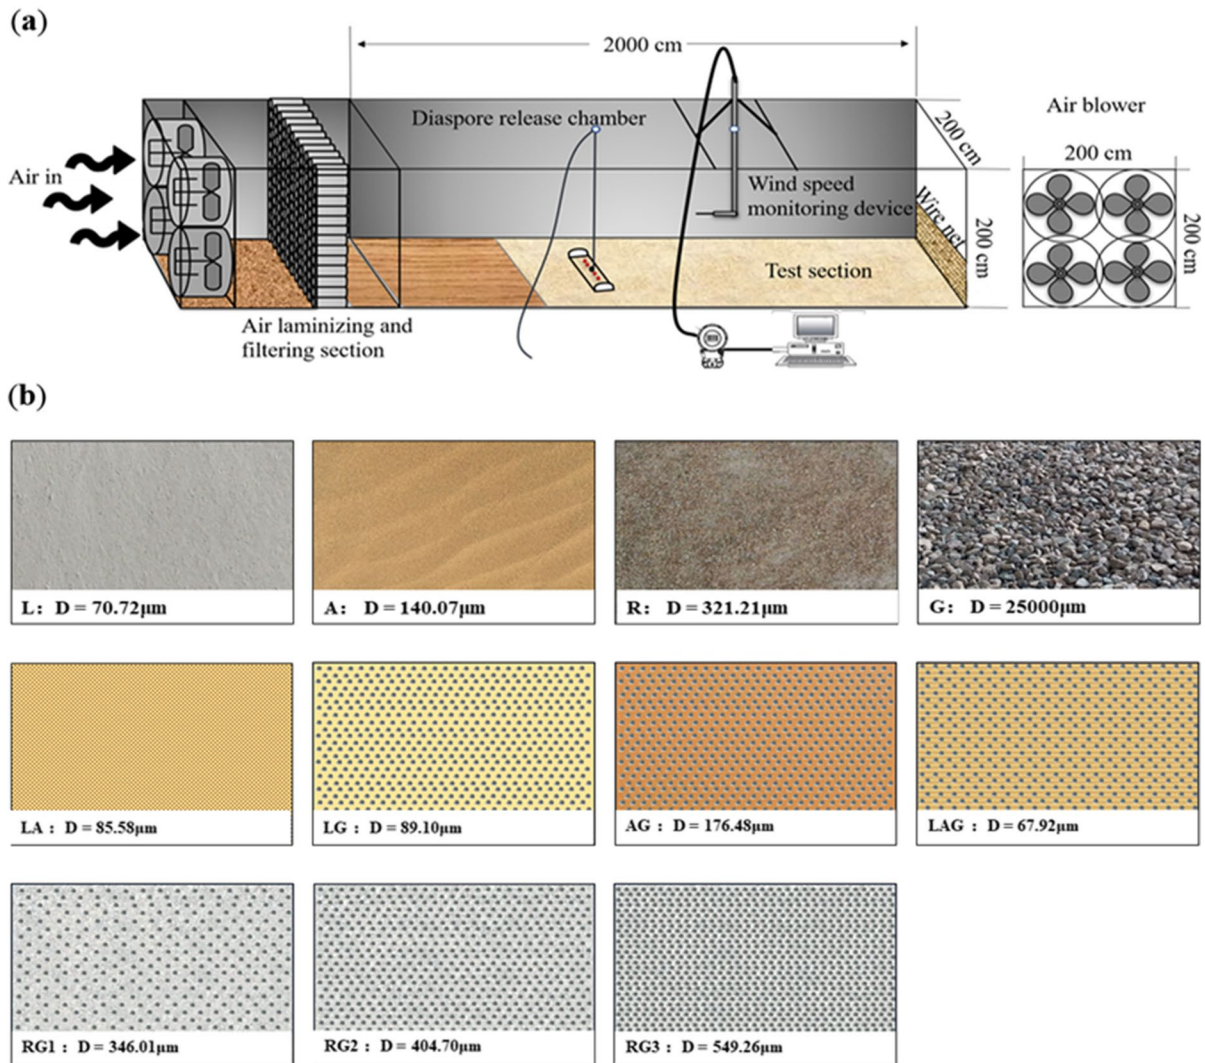 (a)
2000 cm
Diaspore release chamber
200 cm
Air blower
200 cm
Air in
Wind speed
monitoring device
Wire net
200 cm
200 cm
Test section
Air laminizing and
filtering section
(b)
L: D = 70.72μm
A: D = 140.07μm
R: D = 321.21μm
G: D = 25000μm
LA : D = 85.58μm
LG : D = 89.10μm
AG : D = 176.48μm
LAG : D = 67.92μm
RG1 : D = 346.01μm
RG2 : D = 404.70μm
RG3 : D = 549.26μm